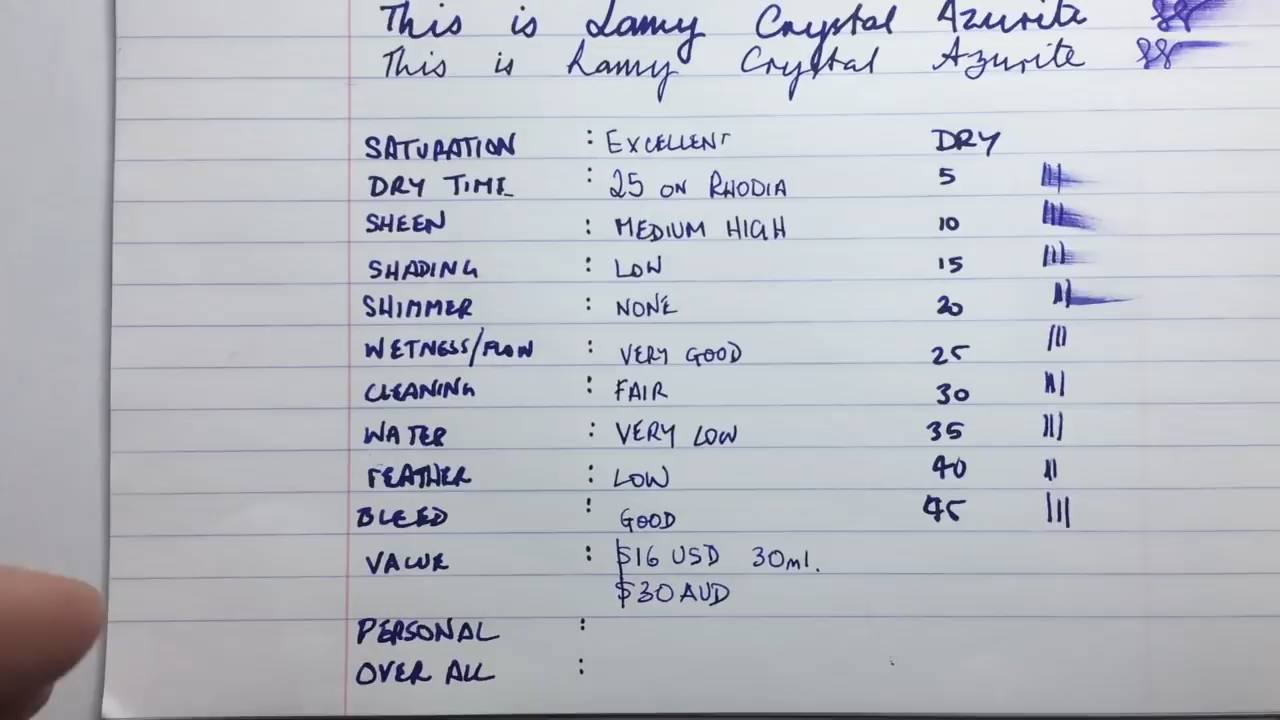 This is Lamy Crystal Azurite 88
This is Lamy Crystal Azurite 88
SATURATION : EXCELLENT DRY
DRY TIME : 25 ON RHODIA 5
SHEEN : MEDIUM HIGH 10
SHADING : LOW 15
SHIMMER : NONE 20
WETNESS/FLOW : VERY GOOD 25
CLEANING : FAIR 30
WATER : VERY LOW 35
FEATHER : LOW 40
BLEED : GOOD 45
VALUE : $16 USD 30ml.
$30 AUD
PERSONAL :
OVER ALL :